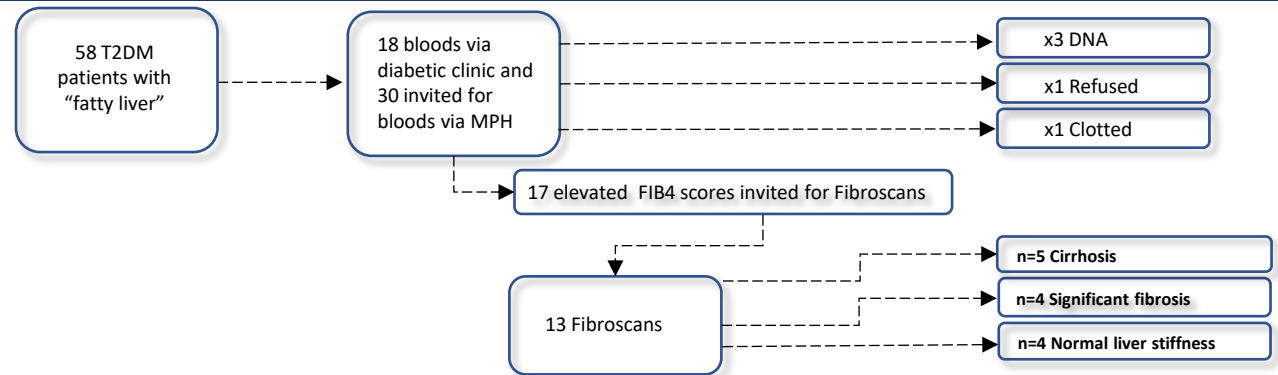 58 T2DM
patients with
“fatty liver”
18 bloods via
diabetic clinic and
30 invited for
bloods via MPH
x3 DNA
x1 Refused
x1 Clotted
17 elevated  FIB4 scores invited for Fibroscans
13 Fibroscans
n=5 Cirrhosis
n=4 Significant fibrosis
n=4 Normal liver stiffness